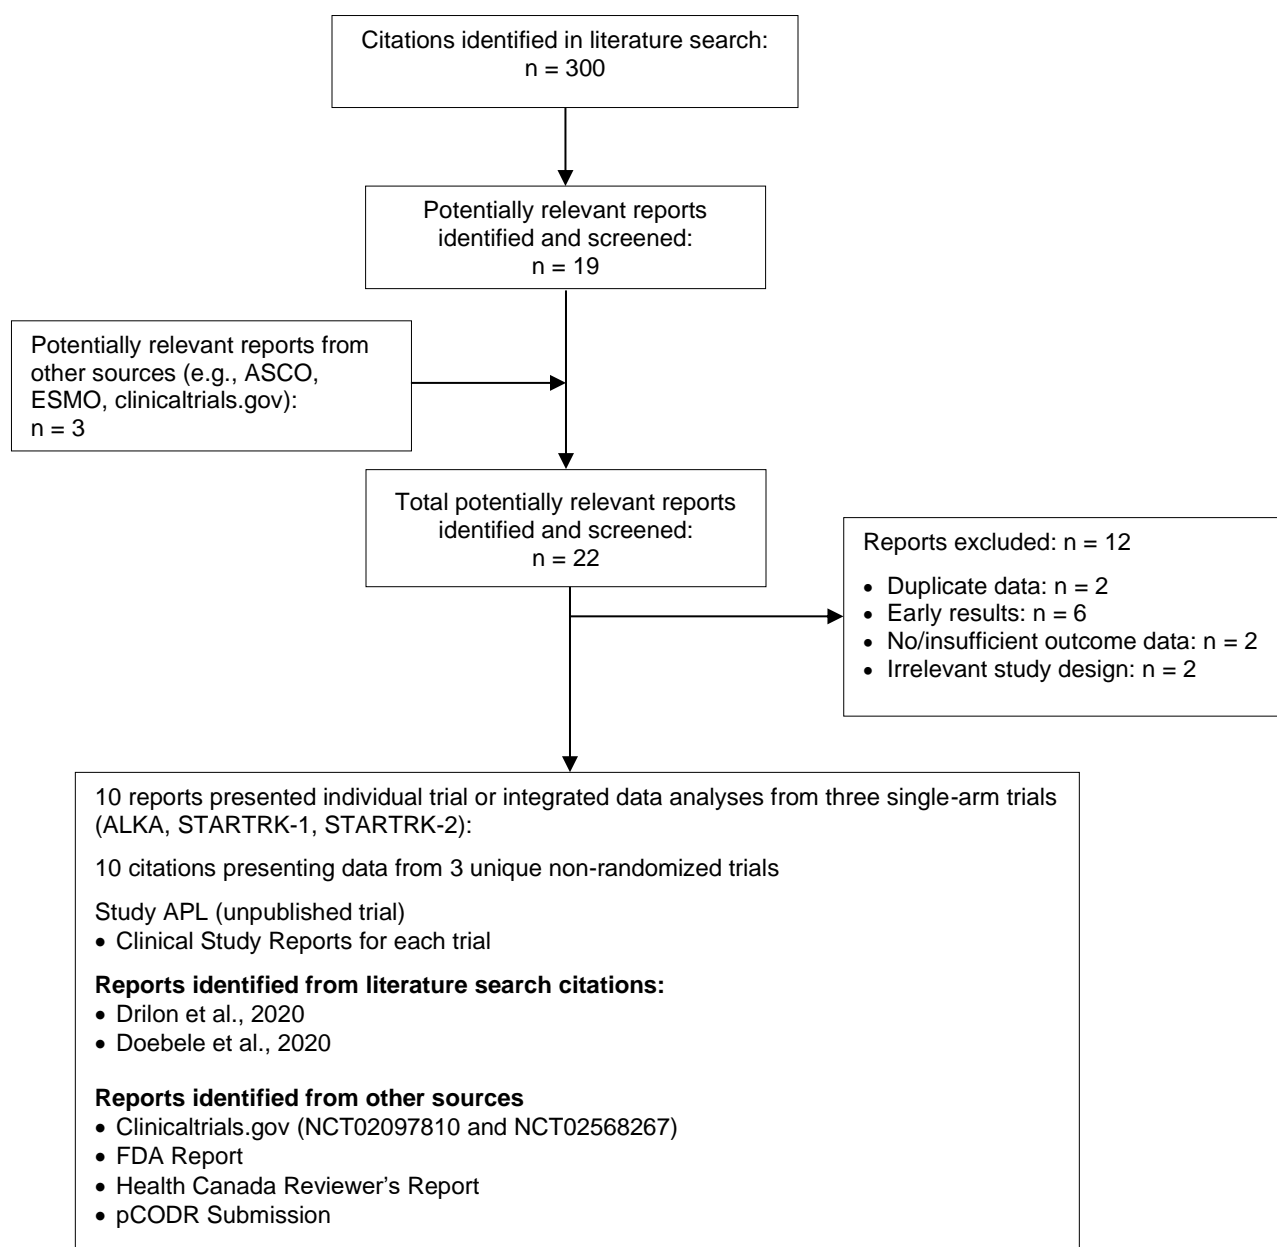 Citations identified in literature search:
n = 300
Potentially relevant reports
identified and screened:
n = 19
Potentially relevant reports from
other sources (e.g., ASCO,
ESMO, clinicaltrials.gov):
n = 3
Total potentially relevant reports
identified and screened:
n = 22
Reports excluded: n = 12
• Duplicate data: n = 2
• Early results: n = 6
• No/insufficient outcome data: n = 2
• Irrelevant study design: n = 2
10 reports presented individual trial or integrated data analyses from three single-arm trials
(ALKA, STARTRK-1, STARTRK-2):
10 citations presenting data from 3 unique non-randomized trials
Study APL (unpublished trial)
• Clinical Study Reports for each trial
Reports identified from literature search citations:
• Drilon et al., 2020
• Doebele et al., 2020
Reports identified from other sources
• Clinicaltrials.gov (NCT02097810 and NCT02568267)
• FDA Report
• Health Canada Reviewer's Report
• pCODR Submission